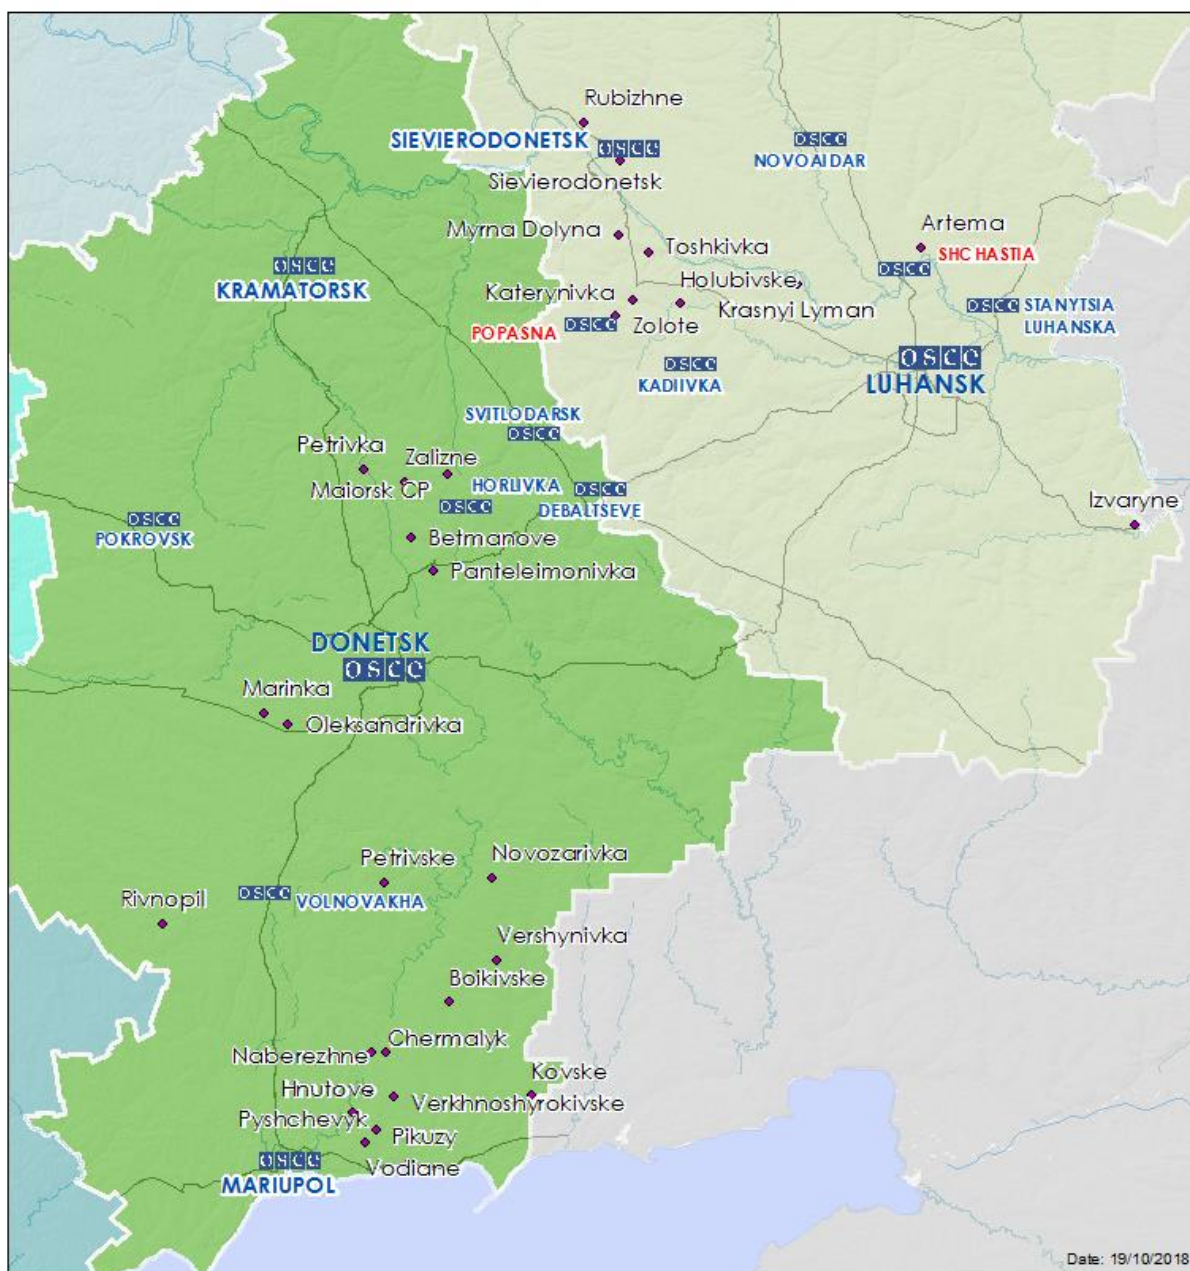 Rubizhne
SIEVIERODONETSK
OSCE
OSCE
NOVOAIDAR
Sievierodonetsk
Myrna Dolyna
Toshkivka
Artema
SHCHASTIA
OSCE
OSCE
KRAMATORSK
Katerynivka
Holubivske
Krasnyi Lyman
OSCE
STANYTSIA
LUHANSKA
POPASNA
OSCE
Zolote
OSCE
KADIIVKA
OSCE
LUHANSK
SVITLODARSK
OSCE
Petrivka
Zalizne
Maiorsk CP
HORLIVKA
OSCE
OSCE
DEBALTSEVE
Izvaryne
OSCE
POKROVSK
Betmanove
Panteleimonivka
DONETSK
OSCE
Marinka
Oleksandrivka
Petrivske
Novozarivka
Rivnopil
OSCE
VOLNOVAKHA
Vershynivka
Boikivske
Naberezhne
Chermalyk
Kovske
Hnutove
Verkhnoshyrokivske
Pyshchevyk
Pikuzy
OSCE
MARIUPOL
Vodiane
Date: 19/10/2018